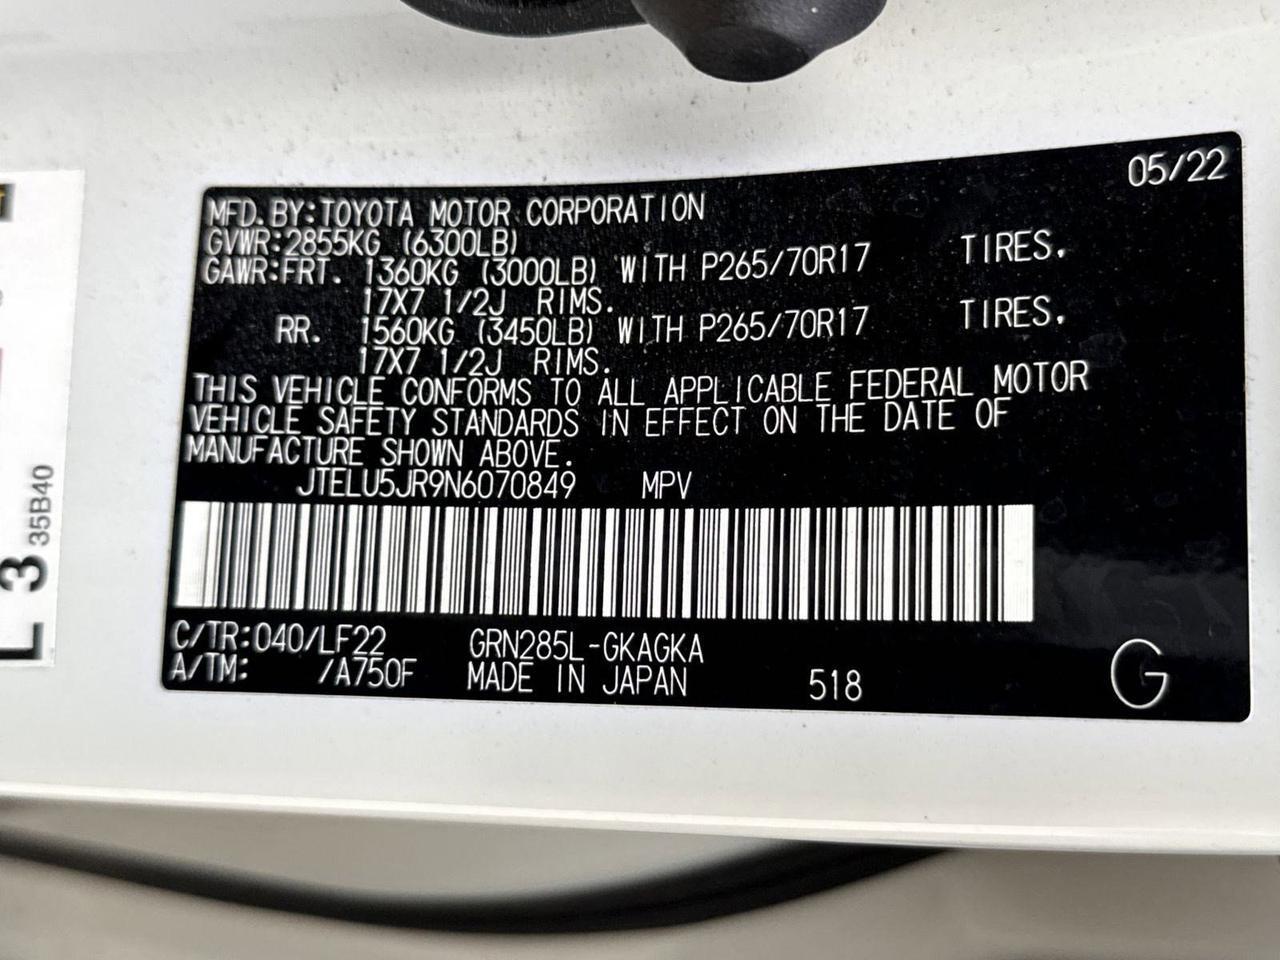 05/22
MFD. BY:TOYOTA MOTOR CORPORATION
GVWR:2855KG (6300LB)
GAWR:FRT. 1360KG (3000LB) WITH P265/70R17 TIRES.
17X7 1/2J RIMS.
RR. 1560KG (3450LB) WITH P265/70R17 TIRES.
17X7 1/2J RIMS.
THIS VEHICLE CONFORMS TO ALL APPLICABLE FEDERAL MOTOR
VEHICLE SAFETY STANDARDS IN EFFECT ON THE DATE OF
MANUFACTURE SHOWN ABOVE.
JTELU5JR9N6070849 MPV
C/TR:040/LF22 GRN285L-GKAGKA
A/TM: /A750F MADE IN JAPAN 518
G
L 3
35B40